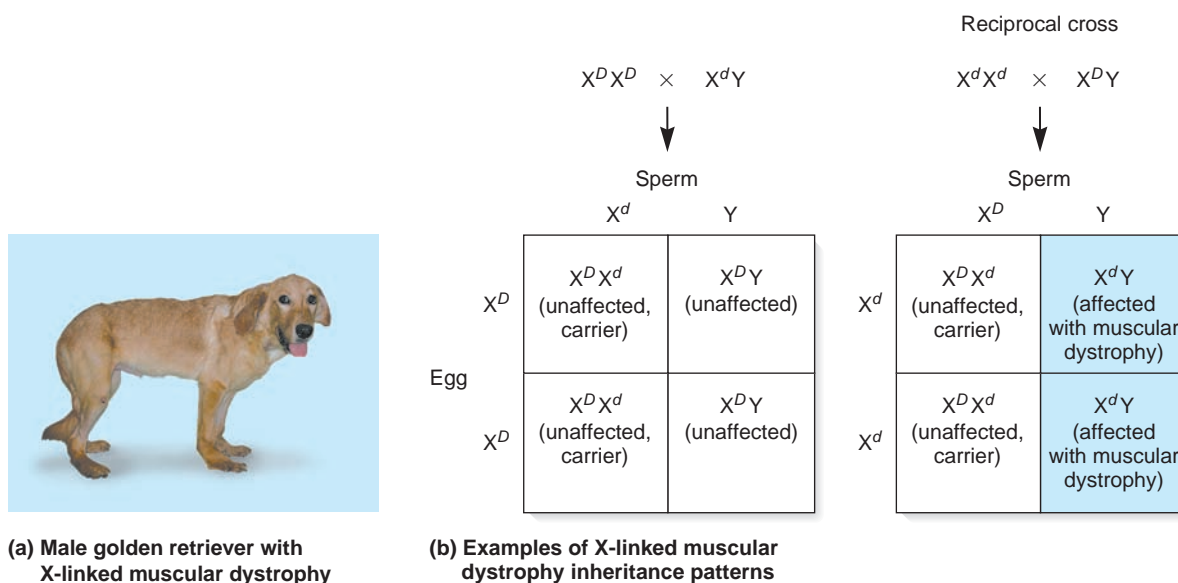 Reciprocal cross
X^D X^D × X^d Y
X^d X^d × X^D Y
Sperm
X^d Y
Egg
X^D
X^D X^d
(unaffected,
carrier)
X^D Y
(unaffected)
X^D
X^D X^d
(unaffected,
carrier)
X^D Y
(unaffected)
Sperm
X^D Y
X^d
X^D X^d
(unaffected,
carrier)
X^d Y
(affected
with muscular
dystrophy)
X^d
X^D X^d
(unaffected,
carrier)
X^d Y
(affected
with muscular
dystrophy)
(a) Male golden retriever with
X-linked muscular dystrophy
(b) Examples of X-linked muscular
dystrophy inheritance patterns